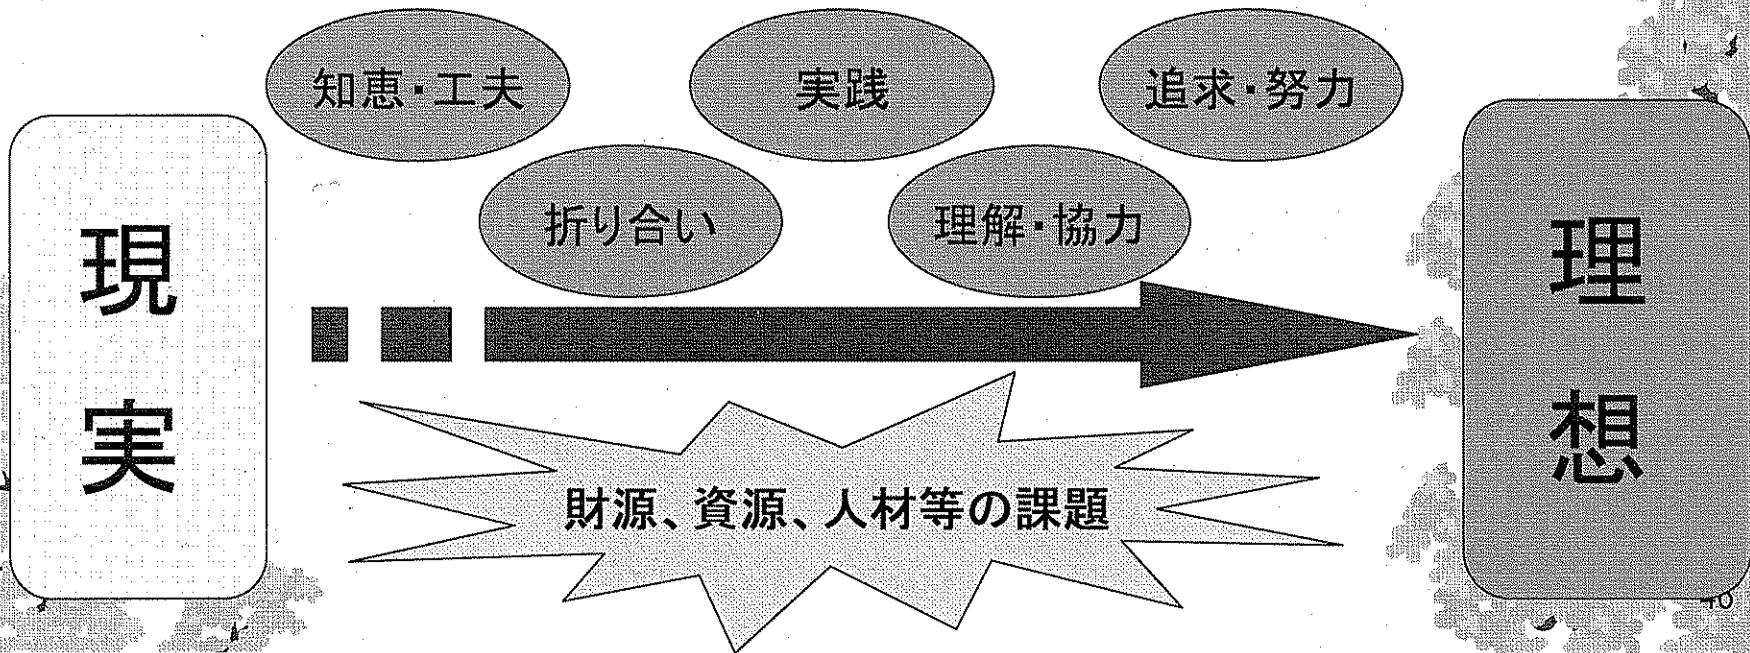 知恵・工夫
実践
追求・努力
折り合い
理解・協力
現実
理想
財源、資源、人材等の課題
40